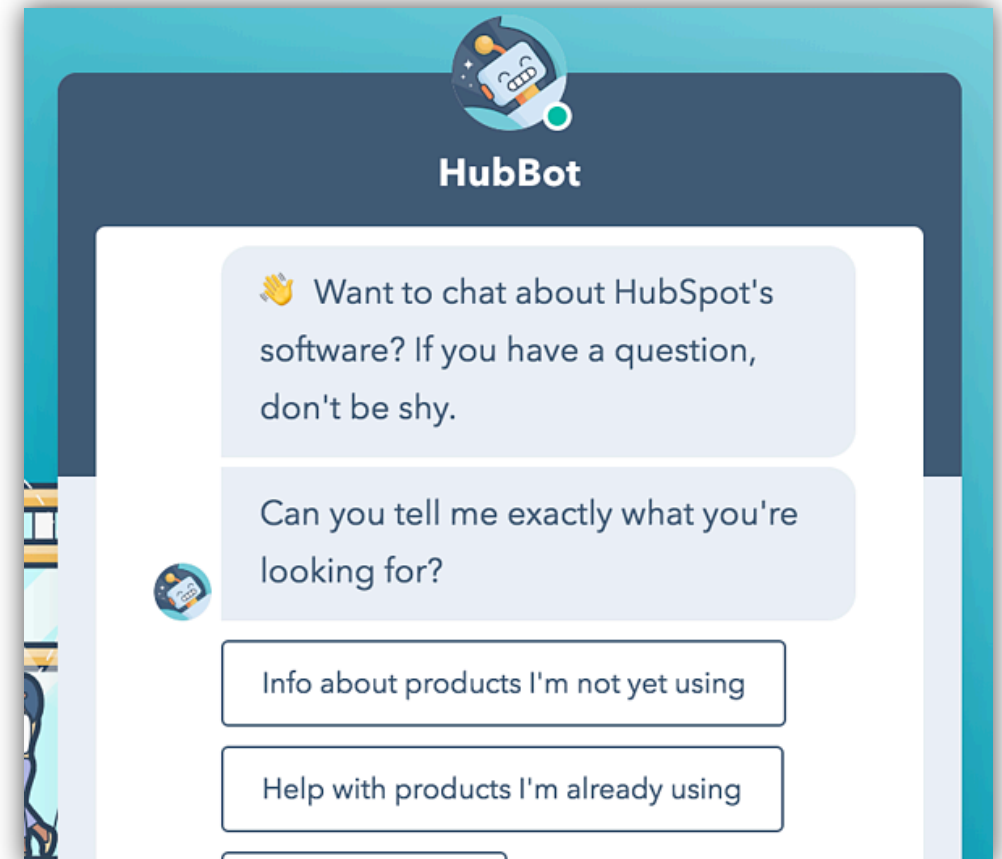 HubBot
👋 Want to chat about HubSpot's
software? If you have a question,
don't be shy.
Can you tell me exactly what you're
looking for?
Info about products I'm not yet using
Help with products I'm already using